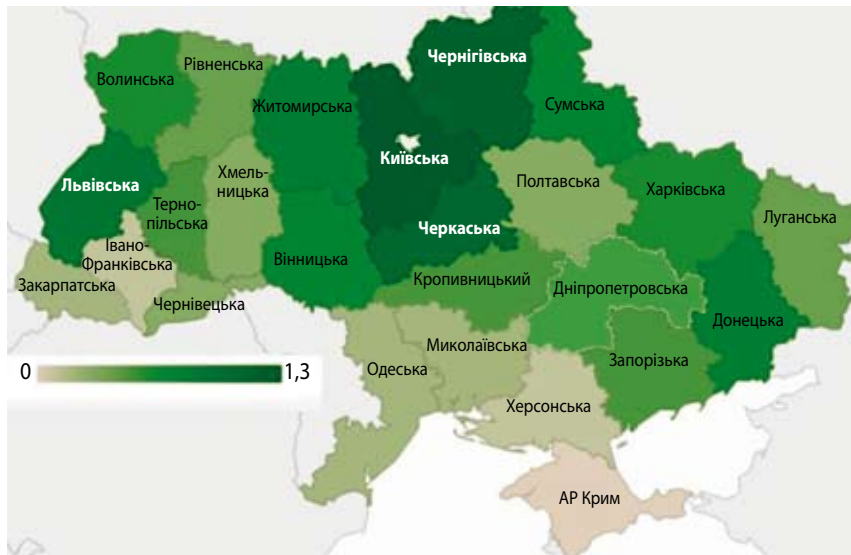 Чернігівська
Рівненська
Волинська
Житомирська
Сумська
Київська
Львівська
Хмель-
ницька
Полтавська
Харківська
Терно-
пільська
Луганська
Черкаська
Івано-
Франківська
Вінницька
Закарпатська
Кропивницький
Дніпропетровська
Чернівецька
Донецька
Миколаївська
Запорізька
0
1,3
Одеська
Херсонська
АР Крим